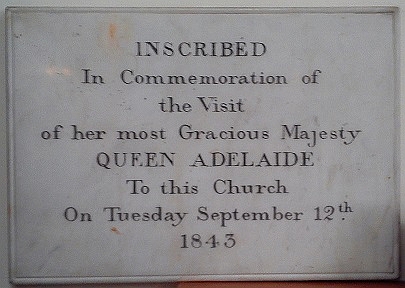 INSCRIBED
In Commemoration of
the Visit
of her most Gracious Majesty
QUEEN ADELAIDE
To this Church
On Tuesday September 12th.
1843